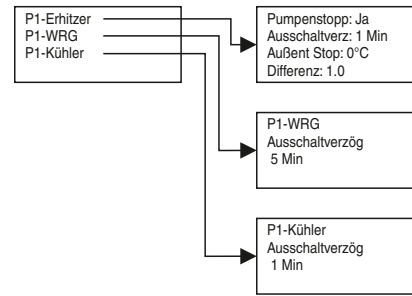 P1-Erhitzer
P1-WRG
P1-Kühler
Pumpenstopp: Ja
Ausschaltverz: 1 Min
Außent Stop: 0°C
Differenz: 1.0
P1-WRG
Ausschaltverzög
5 Min
P1-Kühler
Ausschaltverzög
1 Min